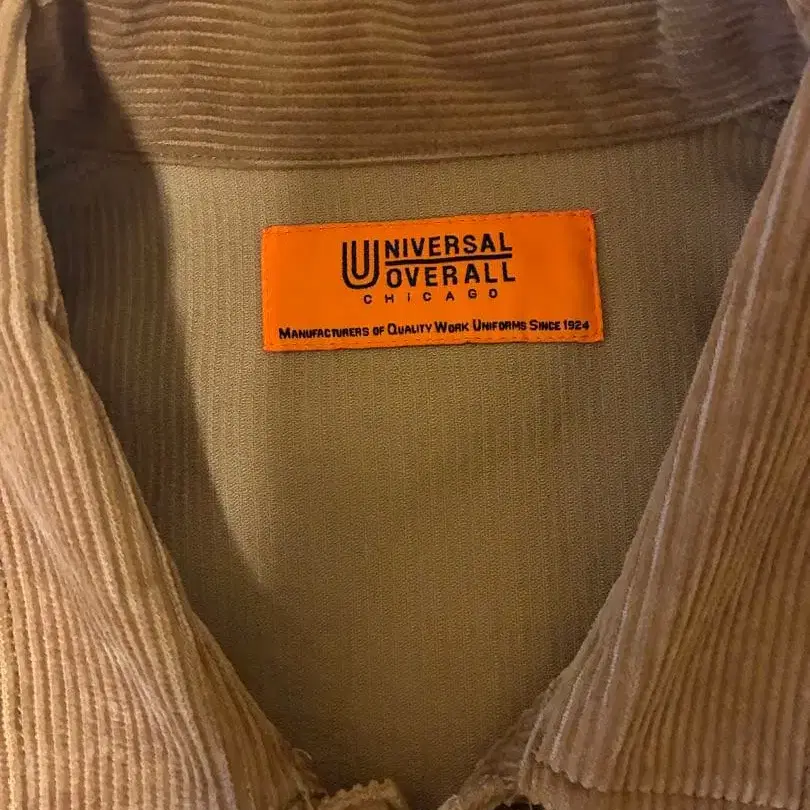 UNIVERSAL
OVERALL
CHiCAGO
MANUFACTURERS OF QUALITY WORK UNIFORMS SINCE 1924